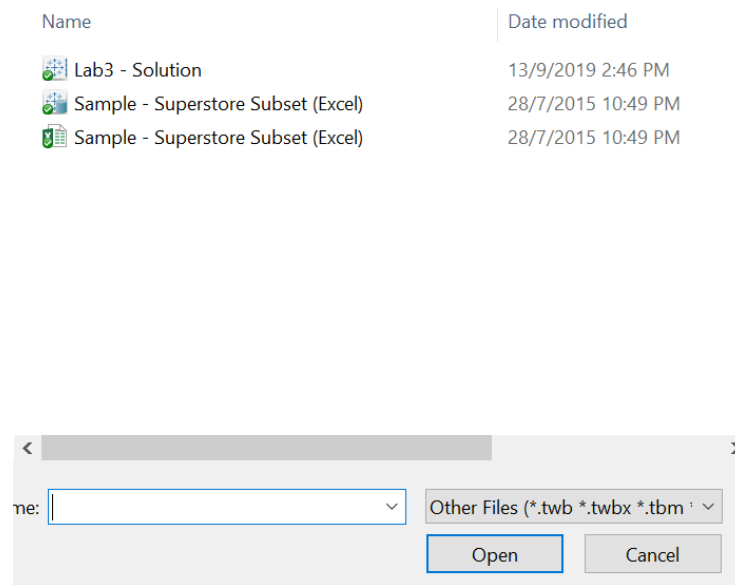 Name Date modified
Lab3 - Solution 13/9/2019 2:46 PM
Sample - Superstore Subset (Excel) 28/7/2015 10:49 PM
Sample - Superstore Subset (Excel) 28/7/2015 10:49 PM
me:
Other Files (*.twb *.twbx *.tbm *
Open Cancel